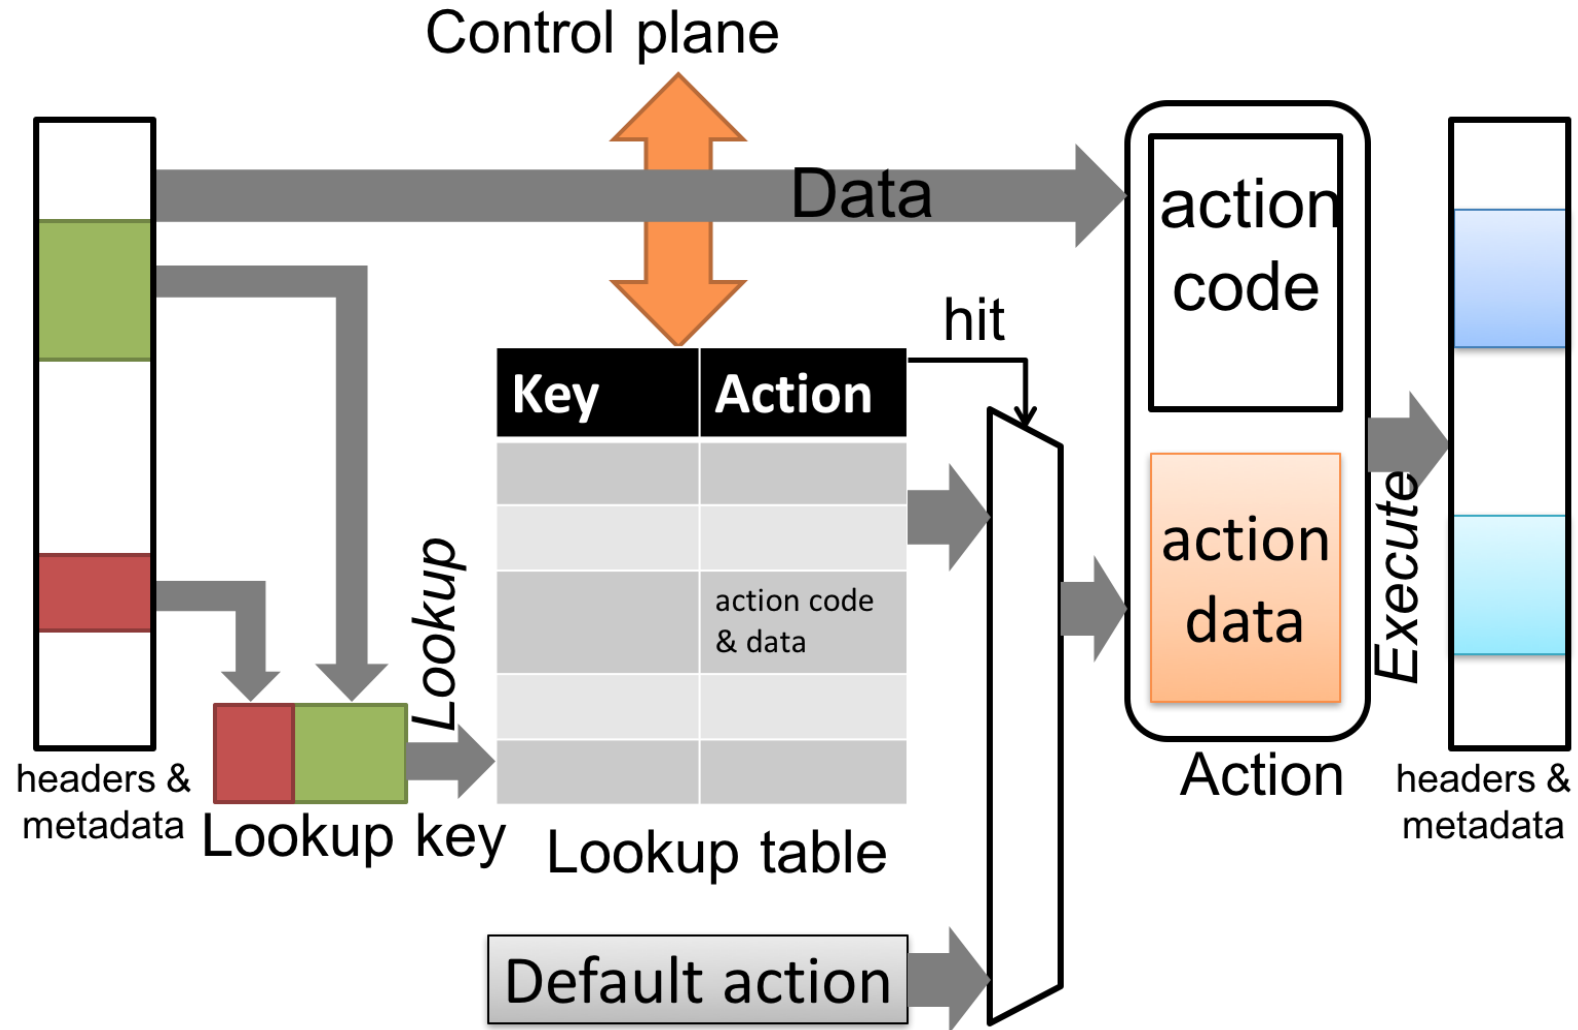 Control plane
Data
action
code
hit
Key
Action
action code
& data
Lookup
action
data
Execute
headers &
metadata
Lookup key
Lookup table
Action
headers &
metadata
Default action